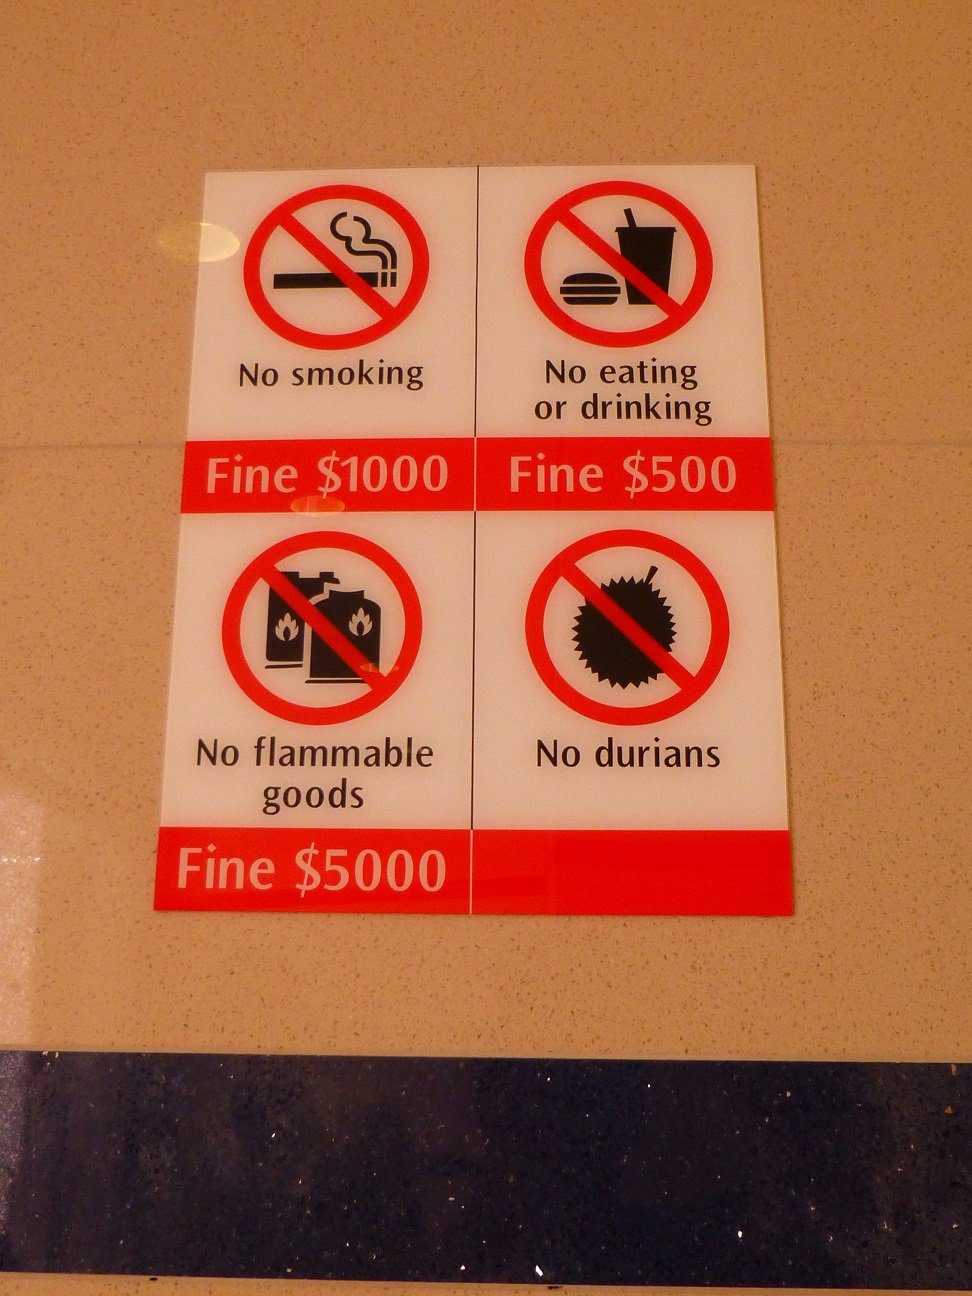 No smoking
Fine $1000
No eating
or drinking
Fine $500
No flammable
goods
Fine $5000
No durians